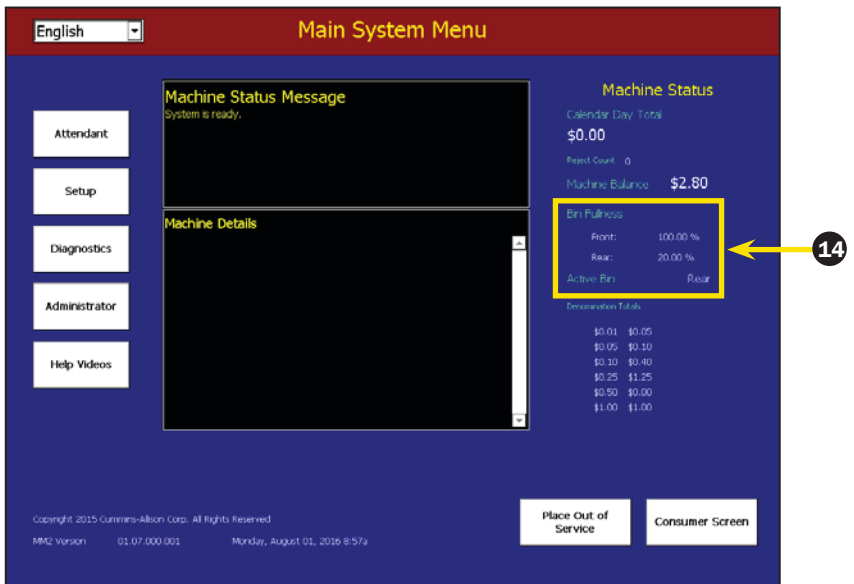 English
Main System Menu
Attendant
Setup
Diagnostics
Administrator
Help Videos
Machine Status Message
System is ready.
Machine Details
Machine Status
Calendar Day Total
$0.00
Reject Count 0
Machine Balance $2.80
Bin Fullness
Front: 100.00 %
Rear: 20.00 %
Active Bin Rear
14
Denomination Totals
$0.01 $0.05
$0.05 $0.10
$0.10 $0.40
$0.25 $1.25
$0.50 $0.00
$1.00 $1.00
Place Out of
Service
Consumer Screen
Copyright 2015 Cummins-Allison Corp. All Rights Reserved
MM2 Version 01.07.000.001 Monday, August 01, 2016 8:57a